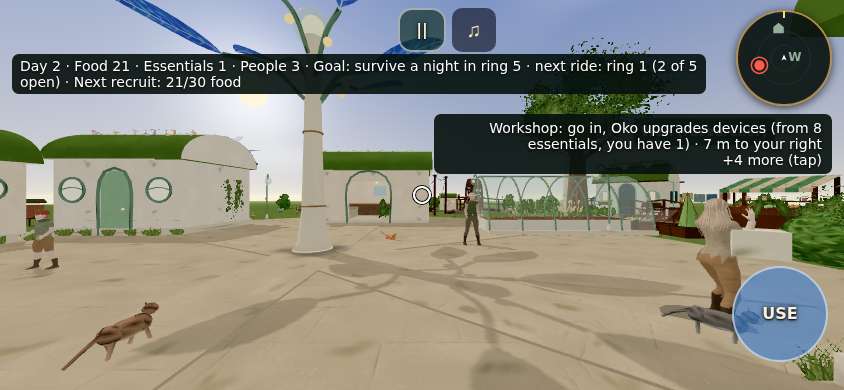 Day 2 · Food 21 · Essentials 1 · People 3 · Goal: survive a night in ring 5 · next ride: ring 1 (2 of 5
open) · Next recruit: 21/30 food
W
Workshop: go in, Oko upgrades devices (from 8
essentials, you have 1) · 7 m to your right
+4 more (tap)
USE